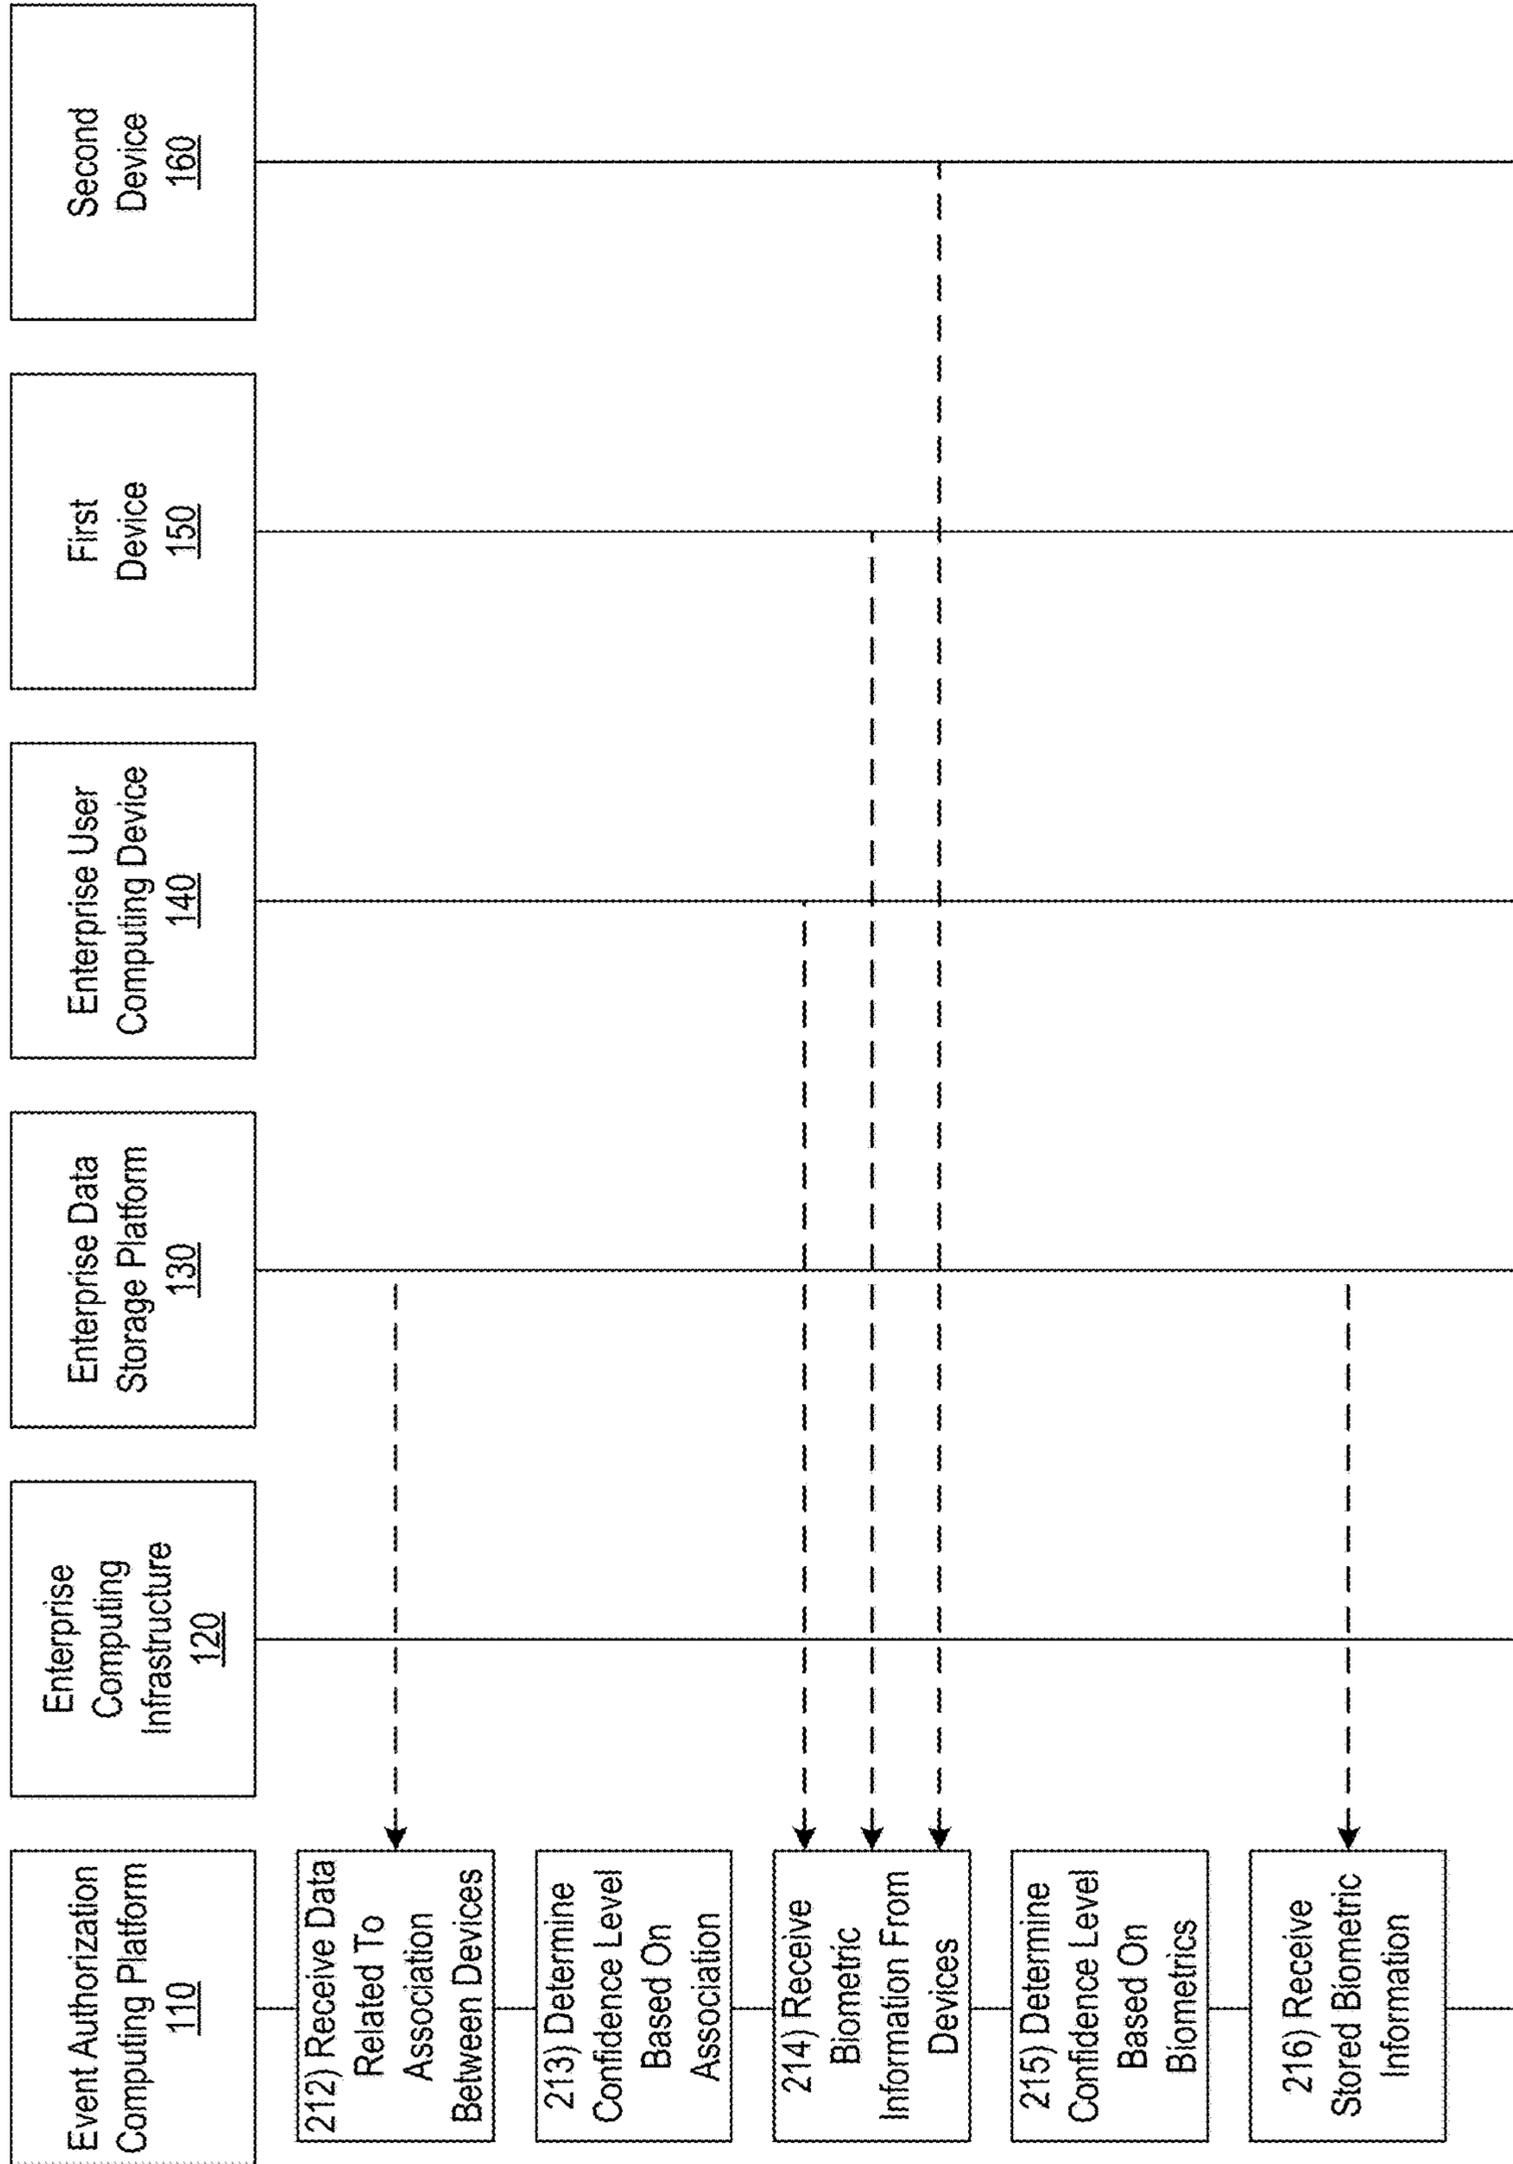 Event Authorization
Computing Platform
110
Enterprise
Computing
Infrastructure
120
Enterprise Data
Storage Platform
130
Enterprise User
Computing Device
140
First
Device
150
Second
Device
160
212) Receive Data
Related To
Association
Between Devices
213) Determine
Confidence Level
Based On
Association
214) Receive
Biometric
Information From
Devices
215) Determine
Confidence Level
Based On
Biometrics
216) Receive
Stored Biometric
Information